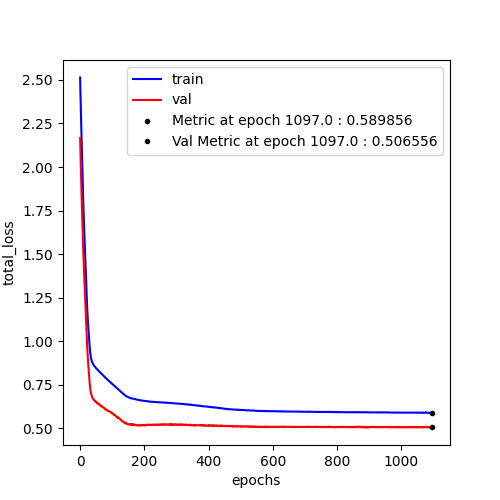 train
val
Metric at epoch 1097.0 : 0.589856
Val Metric at epoch 1097.0 : 0.506556
2.50
2.25
2.00
1.75
1.50
1.25
1.00
0.75
0.50
total_loss
0 200 400 600 800 1000
epochs